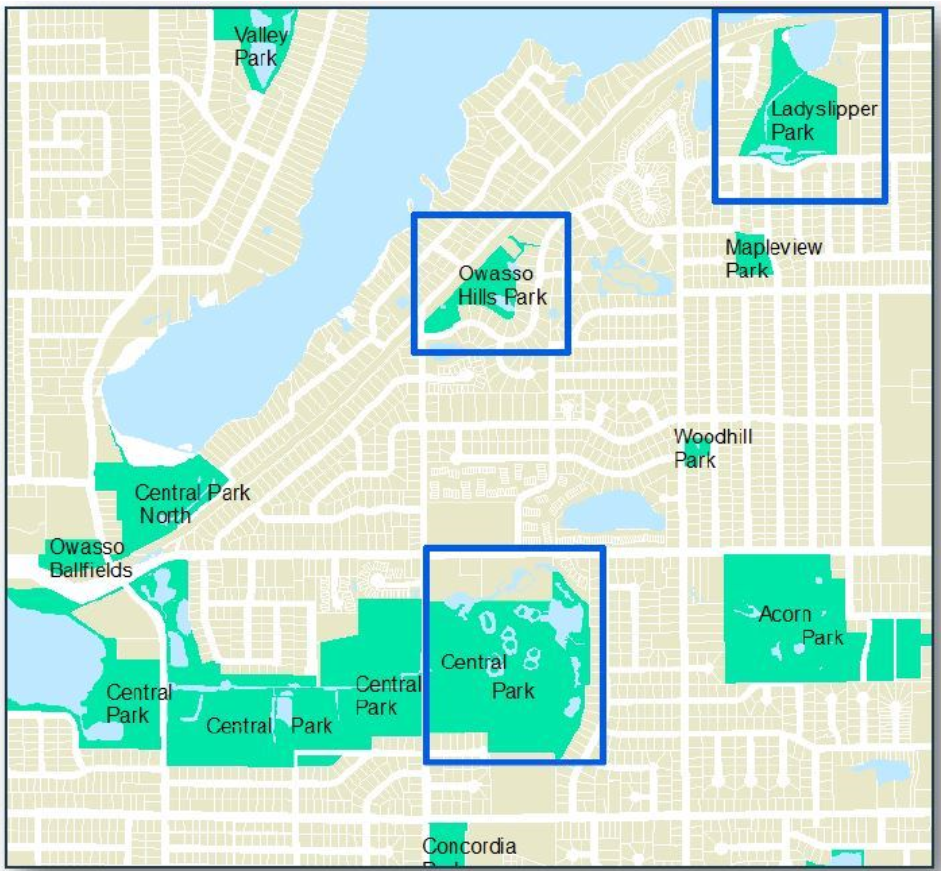 Valley
Park
Ladyslipper
Park
Mapleview
Park
Owasso
Hills Park
Woodhill
Park
Central Park
North
Owasso
Ballfields
Acorn
Park
Central
Park
Central
Park
Central
Park
Central Park
Concordia